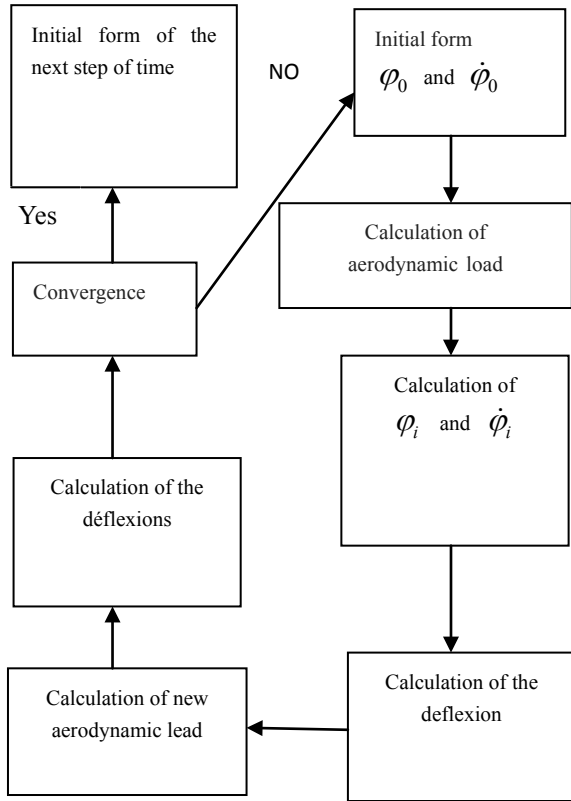 Initial form of the
next step of time
NO
Initial form
φ₀ and φ̇₀
Yes
Calculation of
aerodynamic load
Convergence
Calculation of
φᵢ and φ̇ᵢ
Calculation of the
déflexions
Calculation of new
aerodynamic lead
Calculation of the
deflexion